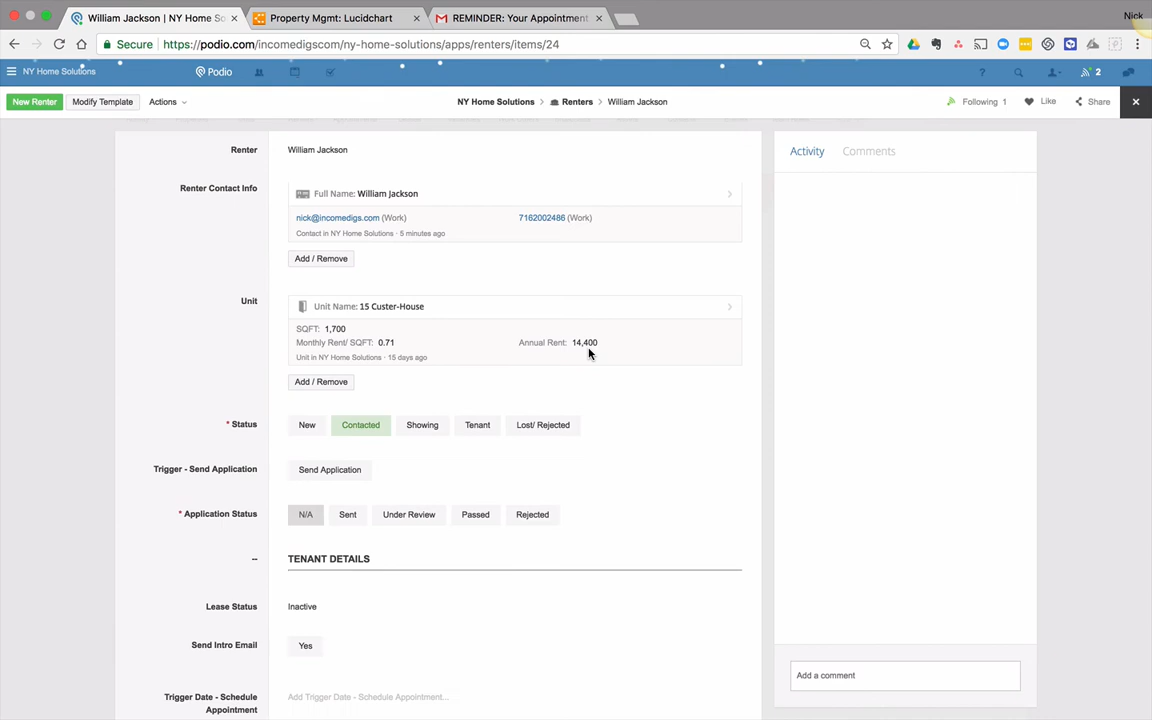 William Jackson | NY Home So
Property Mgmt: Lucidchart
REMINDER: Your Appointment
Nick
Secure
https://podio.com/incomedigscom/ny-home-solutions/apps/renters/items/24
NY Home Solutions
Podio
2
New Renter
Modify Template
Actions
NY Home Solutions
Renters
William Jackson
Following 1
Like
Share
Renter
William Jackson
Renter Contact Info
Full Name: William Jackson
nick@incomedigs.com (Work)
7162002486 (Work)
Contact in NY Home Solutions · 5 minutes ago
Add / Remove
Unit
Unit Name: 15 Custer-House
SQFT: 1,700
Monthly Rent/ SQFT: 0.71
Annual Rent: 14,400
Unit in NY Home Solutions · 15 days ago
Add / Remove
* Status
New
Contacted
Showing
Tenant
Lost/ Rejected
Trigger - Send Application
Send Application
* Application Status
N/A
Sent
Under Review
Passed
Rejected
--
TENANT DETAILS
Lease Status
Inactive
Send Intro Email
Yes
Trigger Date - Schedule
Appointment
Add Trigger Date - Schedule Appointment...
Activity
Comments
Add a comment